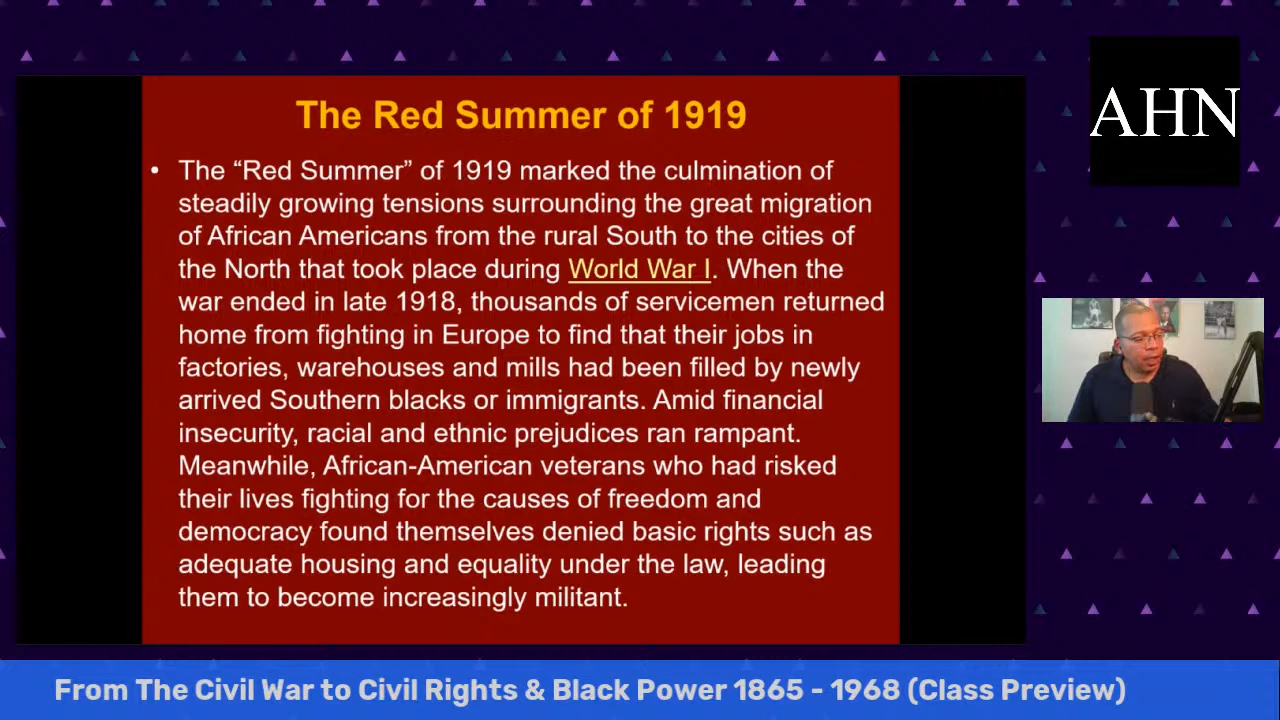 The Red Summer of 1919
• The “Red Summer” of 1919 marked the culmination of
steadily growing tensions surrounding the great migration
of African Americans from the rural South to the cities of
the North that took place during World War I. When the
war ended in late 1918, thousands of servicemen returned
home from fighting in Europe to find that their jobs in
factories, warehouses and mills had been filled by newly
arrived Southern blacks or immigrants. Amid financial
insecurity, racial and ethnic prejudices ran rampant.
Meanwhile, African-American veterans who had risked
their lives fighting for the causes of freedom and
democracy found themselves denied basic rights such as
adequate housing and equality under the law, leading
them to become increasingly militant.
AHN
From The Civil War to Civil Rights & Black Power 1865 - 1968 (Class Preview)